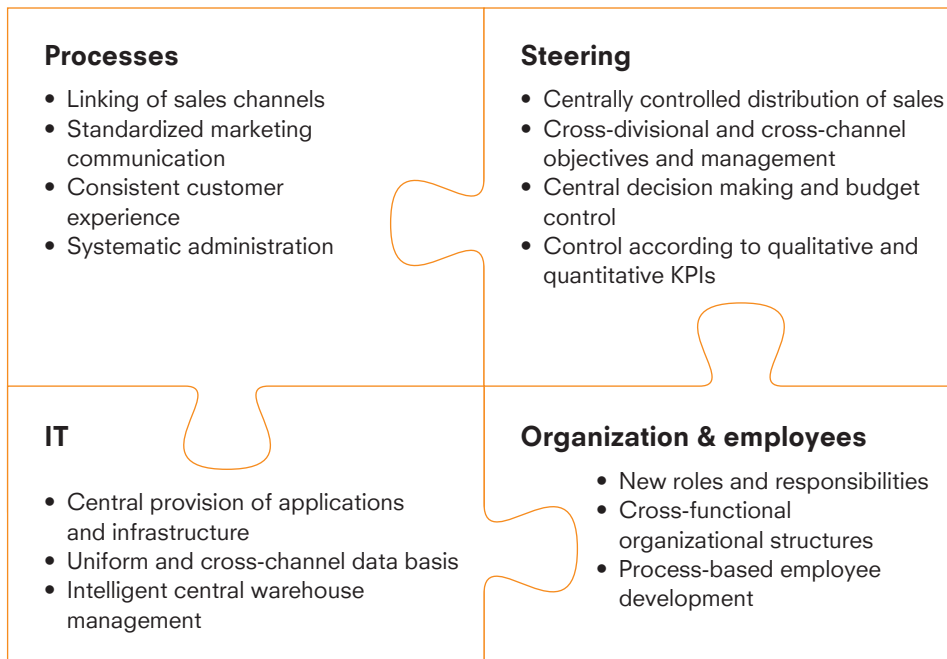 Processes
• Linking of sales channels
• Standardized marketing
communication
• Consistent customer
experience
• Systematic administration
Steering
• Centrally controlled distribution of sales
• Cross-divisional and cross-channel
objectives and management
• Central decision making and budget
control
• Control according to qualitative and
quantitative KPIs
IT
• Central provision of applications
and infrastructure
• Uniform and cross-channel data basis
• Intelligent central warehouse
management
Organization & employees
• New roles and responsibilities
• Cross-functional
organizational structures
• Process-based employee
development